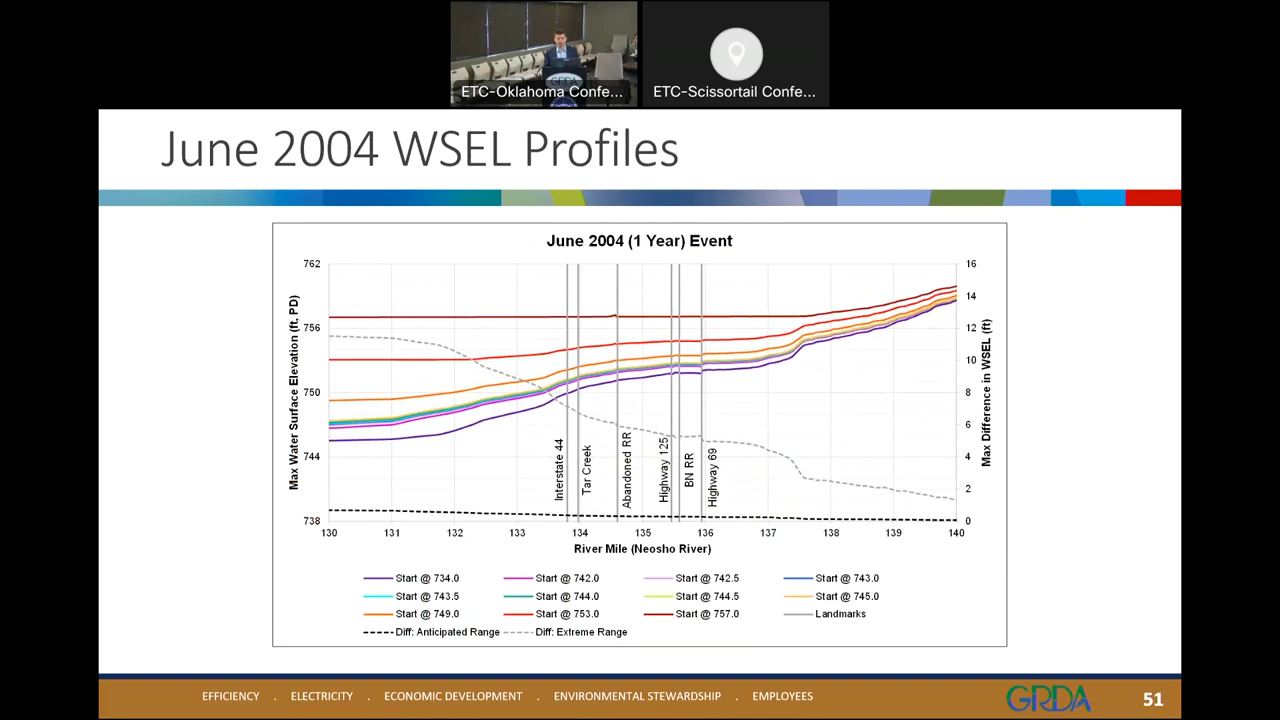 ETC-Oklahoma Confe...
ETC-Scissortail Confe...
GRDA
June 2004 WSEL Profiles
June 2004 (1 Year) Event
762
756
750
744
738
Max Water Surface Elevation (ft, PD)
16
14
12
10
8
6
4
2
0
Max Difference in WSEL (ft)
Interstate 44
Tar Creek
Abandoned RR
Highway 125
BN RR
Highway 69
130 131 132 133 134 135 136 137 138 139 140
River Mile (Neosho River)
Start @ 734.0 Start @ 742.0 Start @ 742.5 Start @ 743.0
Start @ 743.5 Start @ 744.0 Start @ 744.5 Start @ 745.0
Start @ 749.0 Start @ 753.0 Start @ 757.0 Landmarks
Diff: Anticipated Range Diff: Extreme Range
EFFICIENCY . ELECTRICITY . ECONOMIC DEVELOPMENT . ENVIRONMENTAL STEWARDSHIP . EMPLOYEES
GRDA
51